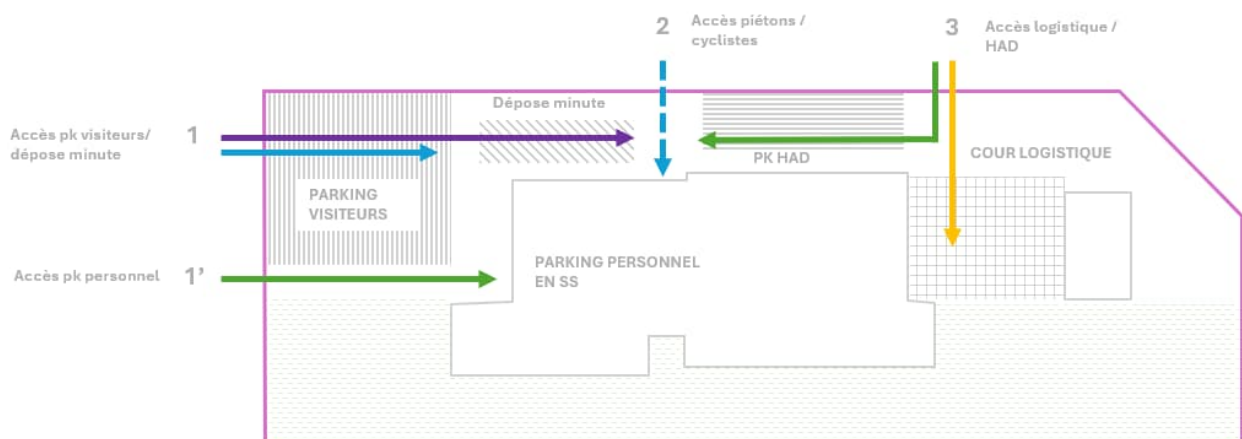 2
Accès piétons /
cyclistes
3
Accès logistique /
HAD
Dépose minute
Accès pk visiteurs/
dépose minute
1
PK HAD
COUR LOGISTIQUE
PARKING
VISITEURS
Accès pk personnel
1’
PARKING PERSONNEL
EN SS